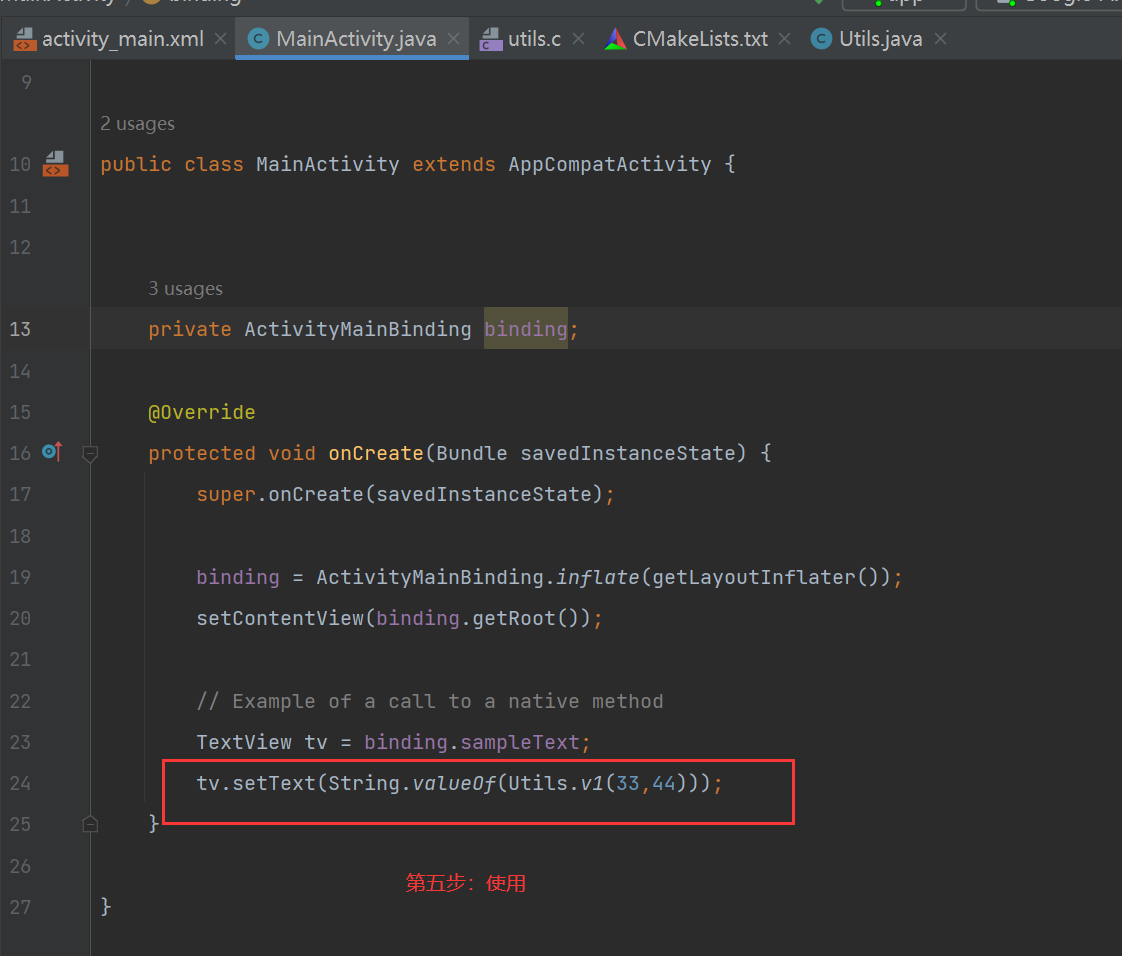 binding
app
activity_main.xml MainActivity.java utils.c CMakeLists.txt Utils.java
9
2 usages
10 public class MainActivity extends AppCompatActivity {
11
12
3 usages
13 private ActivityMainBinding binding;
14
15 @Override
16 protected void onCreate(Bundle savedInstanceState) {
17 super.onCreate(savedInstanceState);
18
19 binding = ActivityMainBinding.inflate(getLayoutInflater());
20 setContentView(binding.getRoot());
21
22 // Example of a call to a native method
23 TextView tv = binding.sampleText;
24 tv.setText(String.valueOf(Utils.v1(33,44)));
25 }
26
第五步：使用
27 }